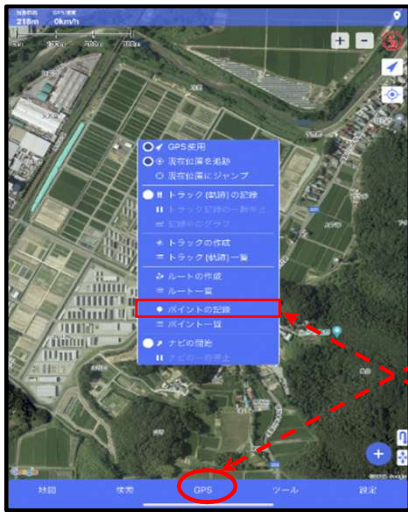 218m 0km/h
GPS使用
現在位置を追跡
現在位置にジャンプ
トラック(軌跡)の記録
トラック記録の一時停止
記録中のグラフ
トラックの作成
トラック(軌跡)一覧
ルートの作成
ルート一覧
ポイントの記録
ポイント一覧
ナビの開始
ナビの一時停止
Google
地図 検索 GPS ツール 設定